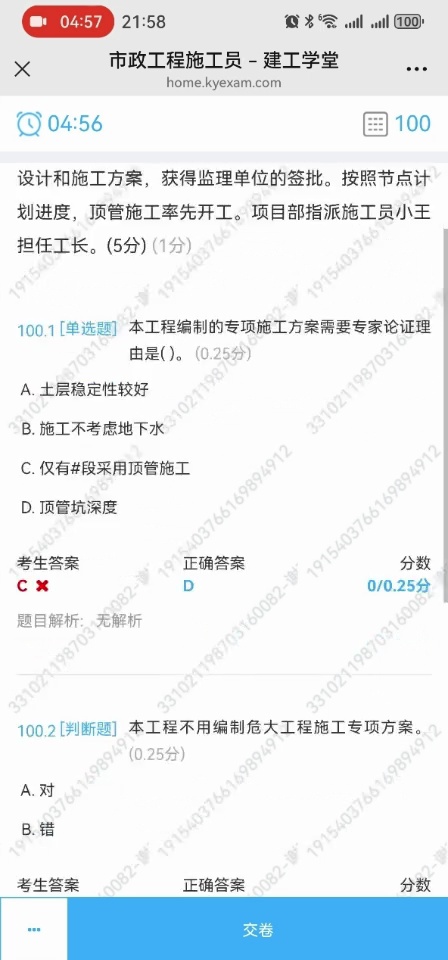 04:57 21:58 6 100
市政工程施工员 - 建工学堂
home.kyexam.com
04:56 100
设计和施工方案，获得监理单位的签批。按照节点计
划进度，顶管施工率先开工。项目部指派施工员小王
担任工长。(5分) (1分)
100.1 [单选题] 本工程编制的专项施工方案需要专家论证理
由是( )。 (0.25分)
A. 土层稳定性较好
B. 施工不考虑地下水
C. 仅有#段采用顶管施工
D. 顶管坑深度
考生答案 正确答案 分数
C ✖ D 0/0.25分
题目解析: 无解析
100.2 [判断题] 本工程不用编制危大工程施工专项方案。
(0.25分)
A. 对
B. 错
考生答案 正确答案 分数
... 交卷